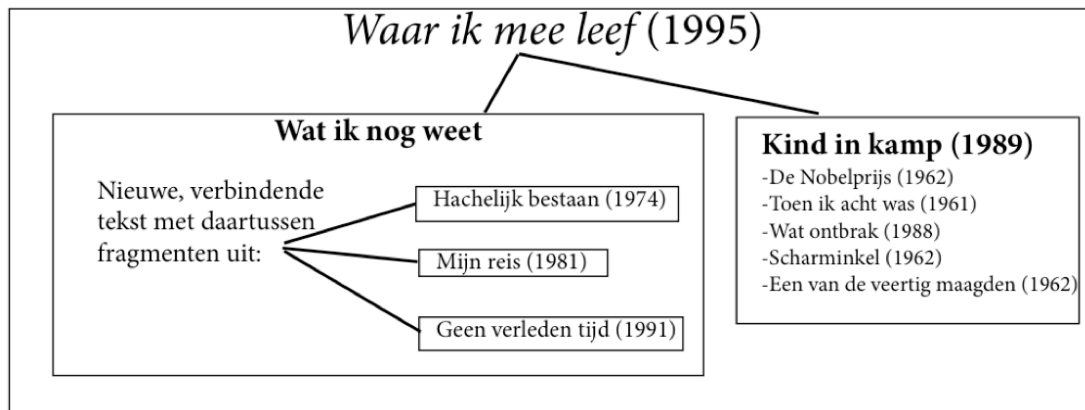 Waar ik mee leef (1995)
Wat ik nog weet
Nieuwe, verbindende
tekst met daartussen
fragmenten uit:
Hachelijk bestaan (1974)
Mijn reis (1981)
Geen verleden tijd (1991)
Kind in kamp (1989)
-De Nobelprijs (1962)
-Toen ik acht was (1961)
-Wat ontbrak (1988)
-Scharminkel (1962)
-Een van de veertig maagden (1962)